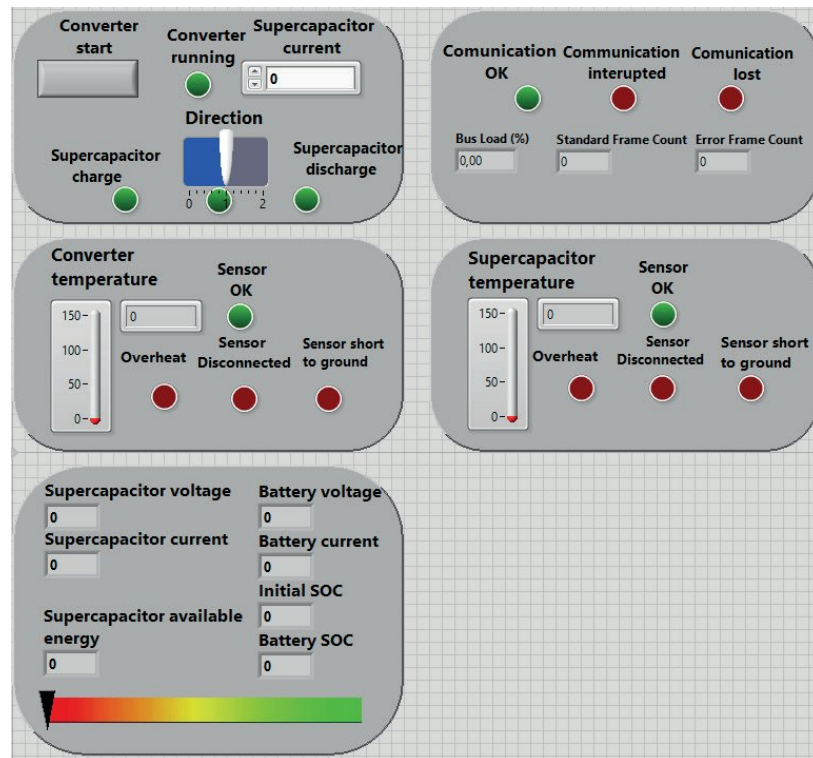 Converter
start
Converter
running
Supercapacitor
current
0
Direction
Supercapacitor
charge
0 1 2
Supercapacitor
discharge
Comunication
OK
Communication
interupted
Comunication
lost
Bus Load (%)
0,00
Standard Frame Count
0
Error Frame Count
0
Converter
temperature
150
100
50
0
0
Sensor
OK
Overheat
Sensor
Disconnected
Sensor short
to ground
Supercapacitor
temperature
150
100
50
0
0
Sensor
OK
Overheat
Sensor
Disconnected
Sensor short
to ground
Supercapacitor voltage
0
Supercapacitor current
0
Supercapacitor available
energy
0
Battery voltage
0
Battery current
0
Initial SOC
0
Battery SOC
0